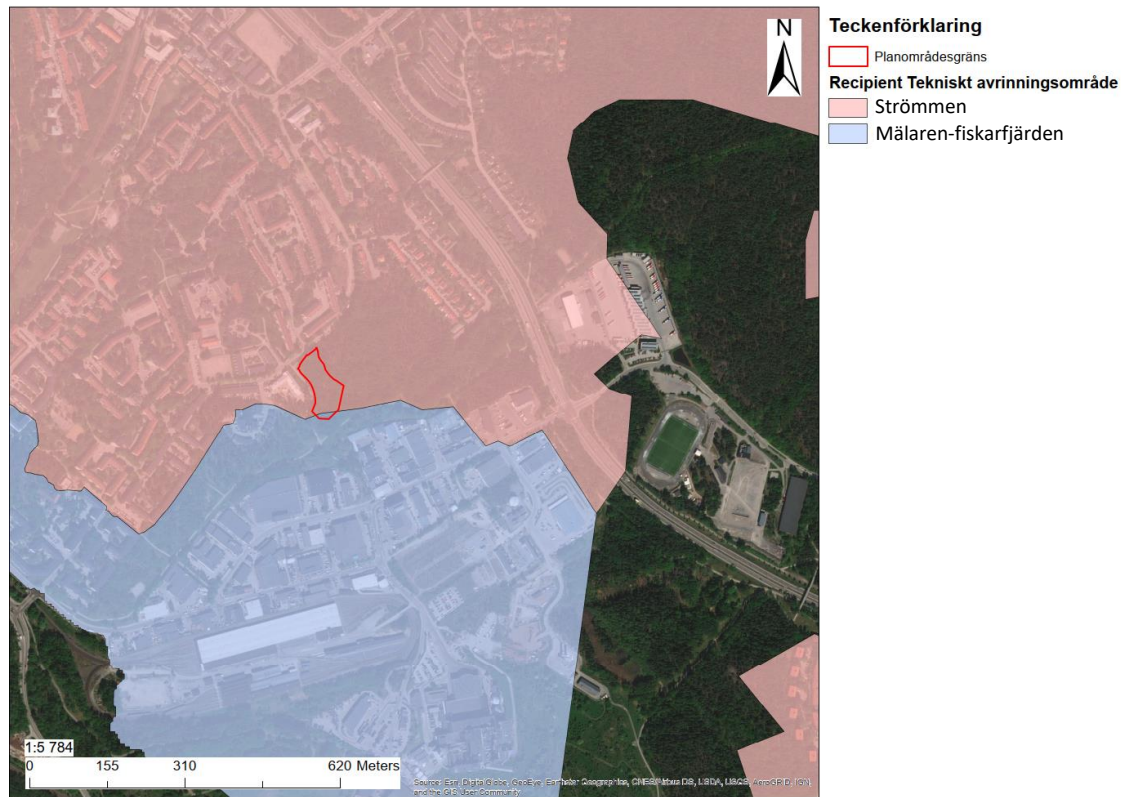 N
Teckenförklaring
Planområdesgräns
Recipient Tekniskt avrinningsområde
Strömmen
Mälaren-fiskarfjärden
1:5 784
0 155 310 620 Meters
Source: Esri, DigitalGlobe, GeoEye, Earthstar Geographics, CNES/Airbus DS, USDA, USGS, AeroGRID, IGN,
and the GIS User Community